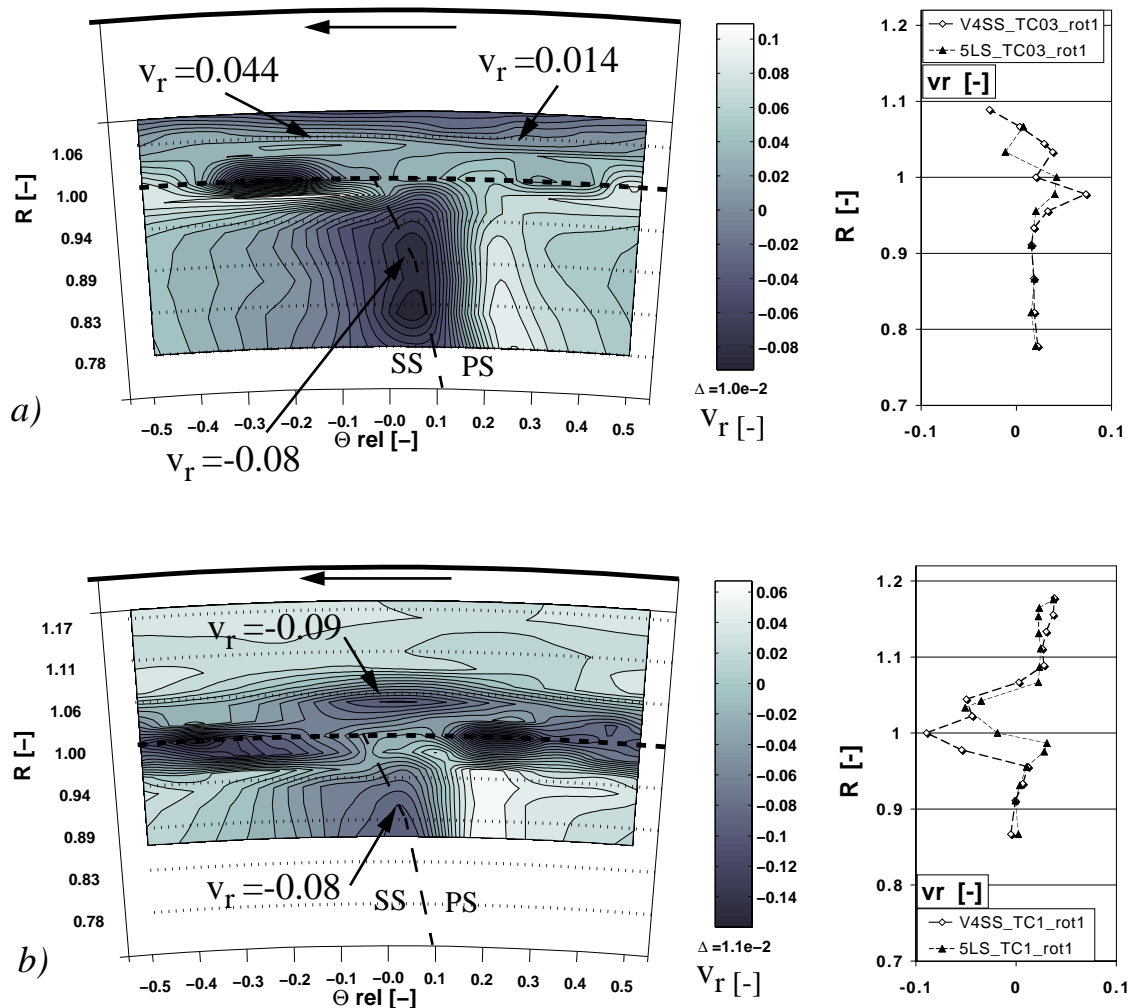 v_r =0.044
v_r =0.014
R [–]
1.06
1.00
0.94
0.89
0.83
0.78
SS PS
−0.5 −0.4 −0.3 −0.2 −0.1 −0.0 0.1 0.2 0.3 0.4 0.5
Θ rel [−]
v_r =-0.08
a)
0.1
0.08
0.06
0.04
0.02
0
−0.02
−0.04
−0.06
−0.08
Δ =1.0e−2
v_r [-]
V4SS_TC03_rot1
5LS_TC03_rot1
vr [-]
R [-]
1.2
1.1
1
0.9
0.8
0.7
-0.1 0 0.1
v_r =-0.09
R [–]
1.17
1.11
1.06
1.00
0.94
0.89
0.83
0.78
v_r =-0.08
SS PS
−0.5 −0.4 −0.3 −0.2 −0.1 −0.0 0.1 0.2 0.3 0.4 0.5
Θ rel [−]
b)
0.06
0.04
0.02
0
−0.02
−0.04
−0.06
−0.08
−0.1
−0.12
−0.14
Δ =1.1e−2
v_r [-]
R [-]
1.2
1.1
1
0.9
0.8
0.7
vr [-]
V4SS_TC1_rot1
5LS_TC1_rot1
-0.1 0 0.1